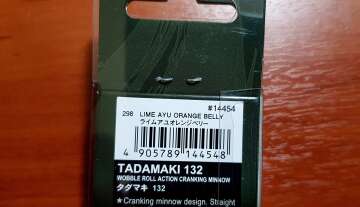 #14454
298 LIME AYU ORANGE BELLY
ライムアユオレンジベリー
4 905789 144548
TADAMAKI 132
WOBBLE ROLL ACTION CRANKING MINNOW
タダマキ 132
★Cranking minnow design. Straight